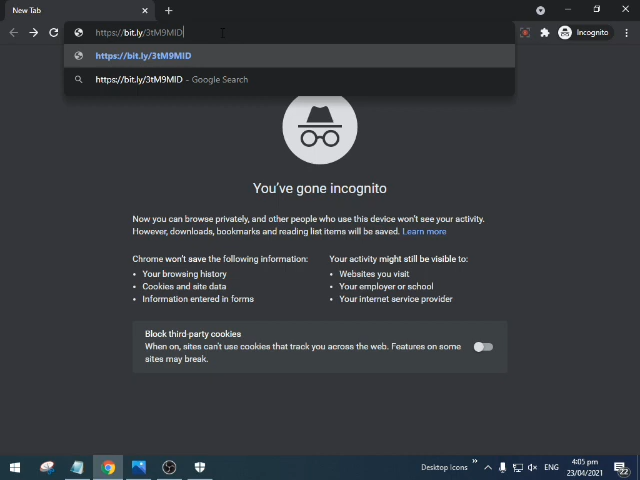 New Tab
https://bit.ly/3tM9MID
Incognito
https://bit.ly/3tM9MID
https://bit.ly/3tM9MID - Google Search
You've gone incognito
Now you can browse privately, and other people who use this device won't see your activity.
However, downloads, bookmarks and reading list items will be saved. Learn more
Chrome won't save the following information:
• Your browsing history
• Cookies and site data
• Information entered in forms
Your activity might still be visible to:
• Websites you visit
• Your employer or school
• Your internet service provider
Block third-party cookies
When on, sites can't use cookies that track you across the web. Features on some
sites may break.
Desktop Icons
ENG
4:05 pm
23/04/2021
22